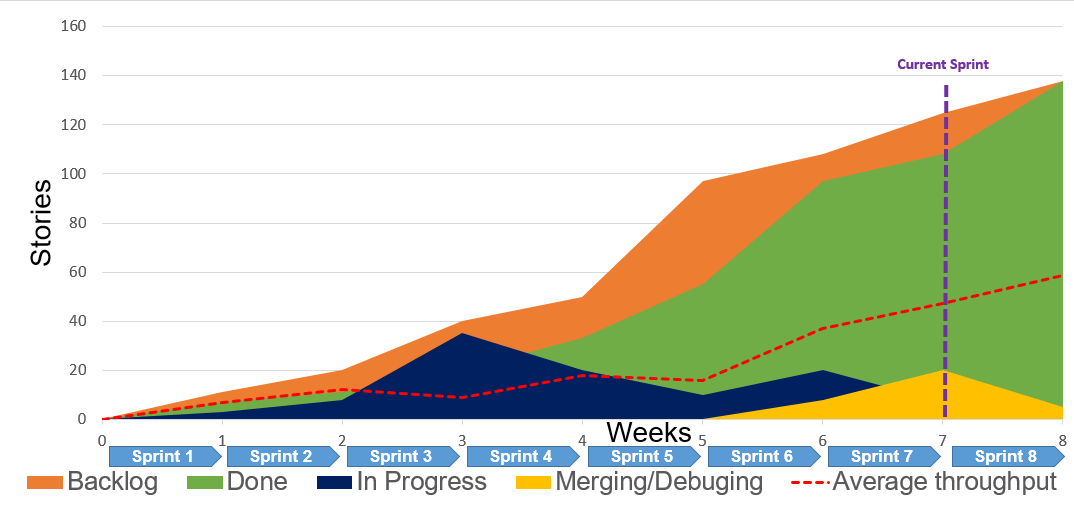 160
Current Sprint
140
120
100
80
60
40
20
0
Stories
0 1 2 3 4 5 6 7 8
Weeks
Sprint 1 Sprint 2 Sprint 3 Sprint 4 Sprint 5 Sprint 6 Sprint 7 Sprint 8
Backlog Done In Progress Merging/Debuging Average throughput